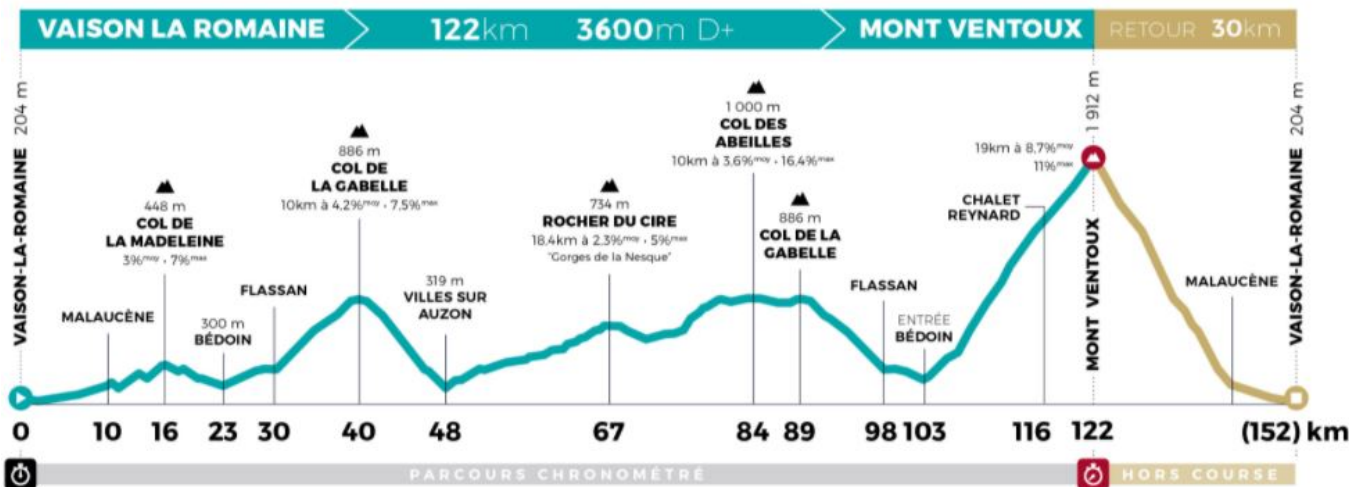 VAISON LA ROMAINE
122km
3600m D+
MONT VENTOUX
RETOUR 30km
VAISON-LA-ROMAINE 204 m
MALAUCÈNE
448 m
COL DE
LA MADELEINE
3%moy • 7%max
300 m
BÉDOIN
FLASSAN
886 m
COL DE
LA GABELLE
10km à 4,2%moy • 7,5%max
319 m
VILLES SUR
AUZON
734 m
ROCHER DU CIRE
18.4km à 2.3%moy • 5%max
"Gorges de la Nesque"
1 000 m
COL DES
ABEILLES
10km à 3.6%moy • 16.4%max
886 m
COL DE LA
GABELLE
FLASSAN
ENTRÉE
BÉDOIN
CHALET
REYNARD
19km à 8,7%moy
11%max
MONT VENTOUX 1 912 m
MALAUCÈNE
VAISON-LA-ROMAINE 204 m
0 10 16 23 30 40 48 67 84 89 98 103 116 122 (152) km
PARCOURS CHRONOMÉTRÉ
HORS COURSE